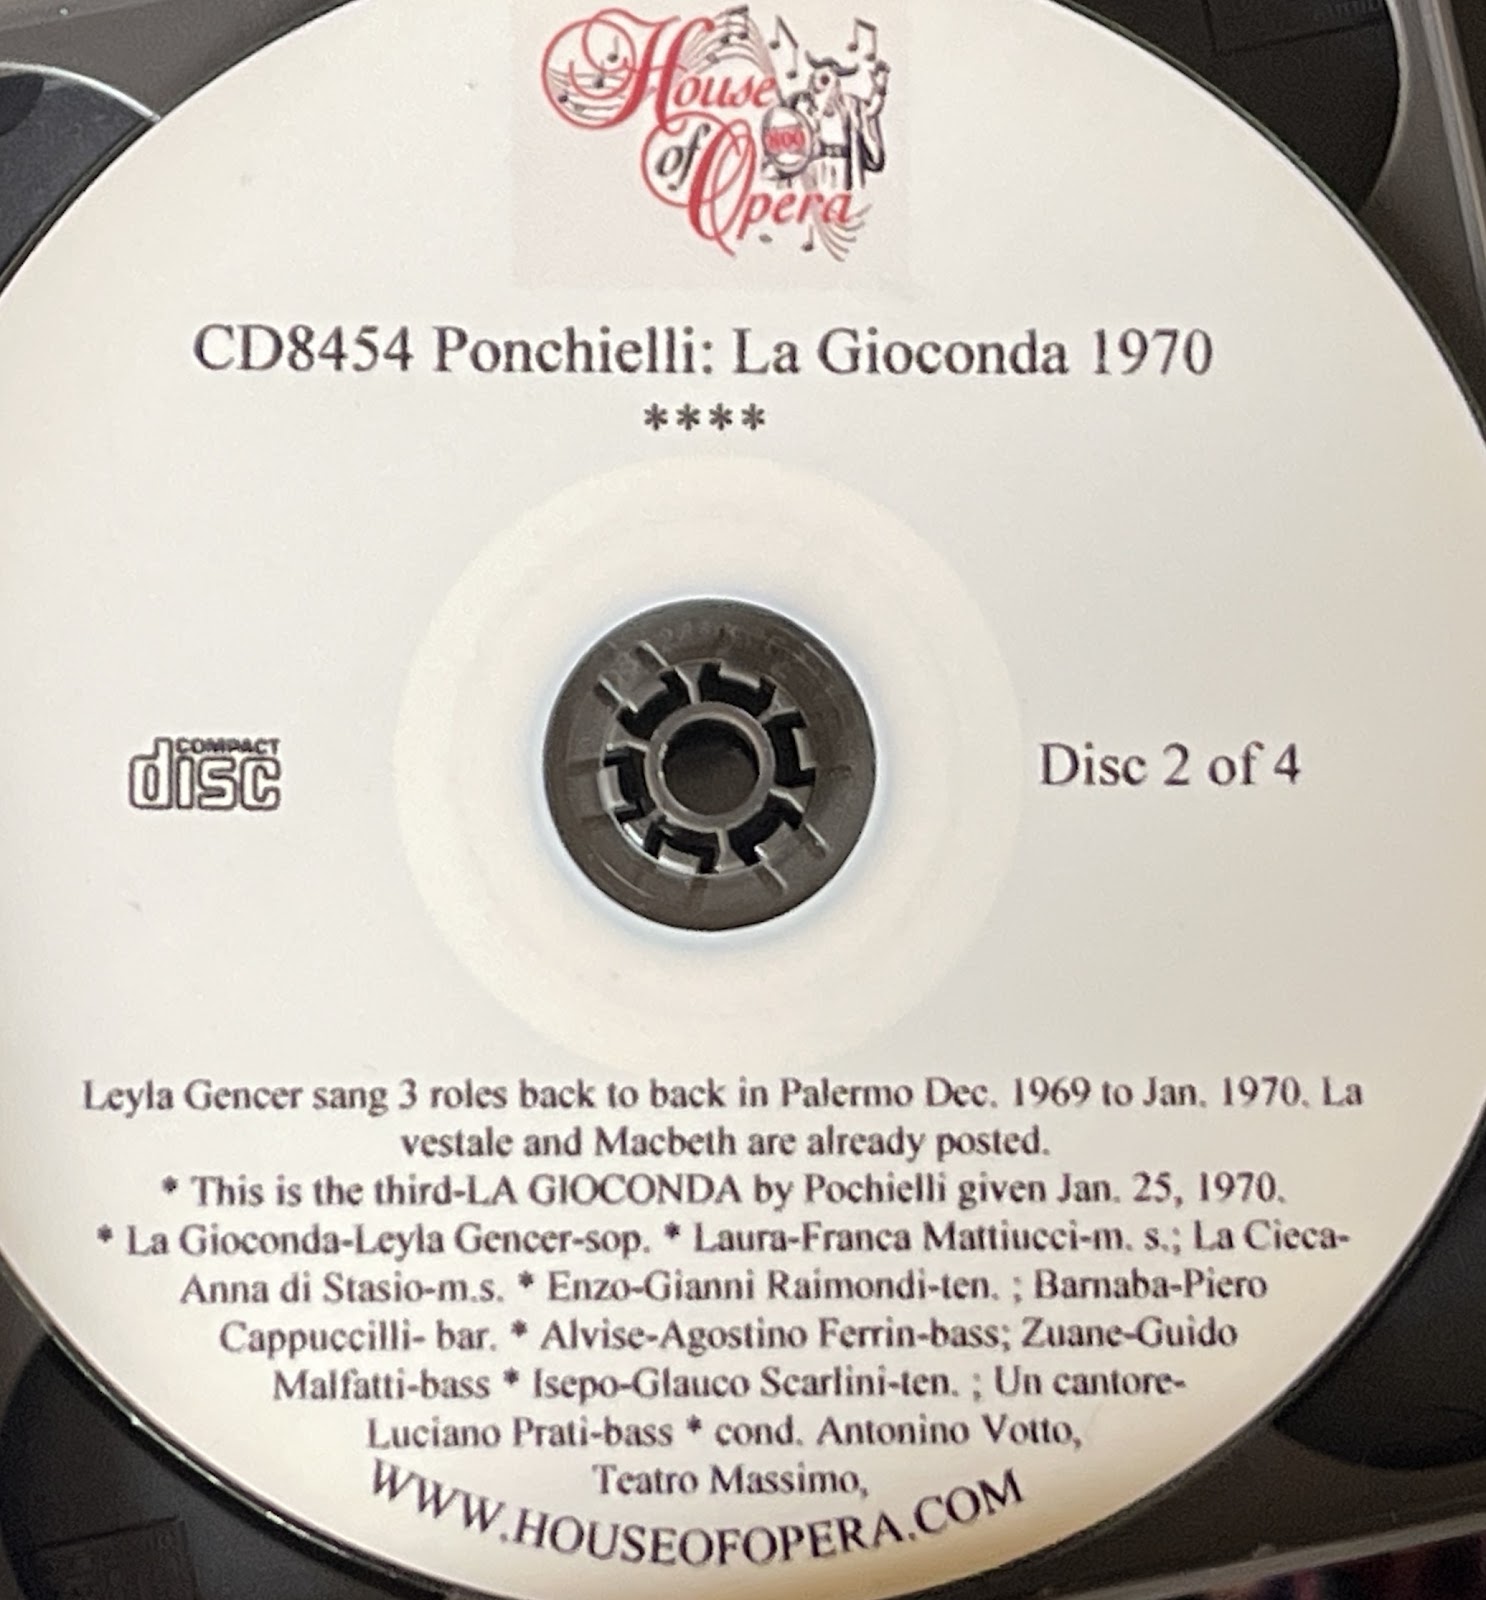 House
of
Opera
HOO
CD8454 Ponchielli: La Gioconda 1970
****
COMPACT
disc
Disc 2 of 4
Leyla Gencer sang 3 roles back to back in Palermo Dec. 1969 to Jan. 1970. La
vestale and Macbeth are already posted.
* This is the third-LA GIOCONDA by Pochielli given Jan. 25, 1970.
* La Gioconda-Leyla Gencer-sop. * Laura-Franca Mattiucci-m. s.; La Cieca-
Anna di Stasio-m.s. * Enzo-Gianni Raimondi-ten. ; Barnaba-Piero
Cappuccilli- bar. * Alvise-Agostino Ferrin-bass; Zuane-Guido
Malfatti-bass * Isepo-Glauco Scarlini-ten. ; Un cantore-
Luciano Prati-bass * cond. Antonino Votto,
Teatro Massimo,
WWW.HOUSEOFOPERA.COM